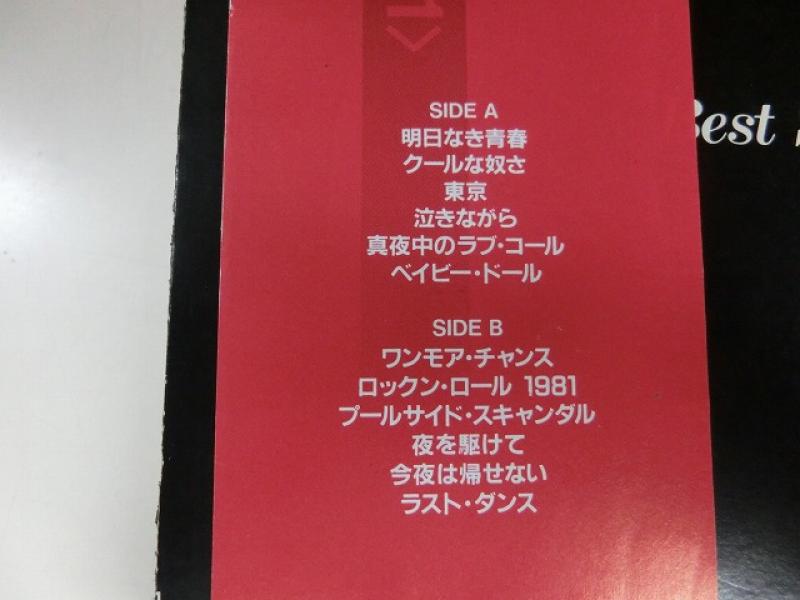 1>
SIDE A
明日なき青春
クールな奴さ
東京
泣きながら
真夜中のラブ・コール
ベイビー・ドール
SIDE B
ワンモア・チャンス
ロックン・ロール 1981
プールサイド・スキャンダル
夜を駆けて
今夜は帰せない
ラスト・ダンス
Best